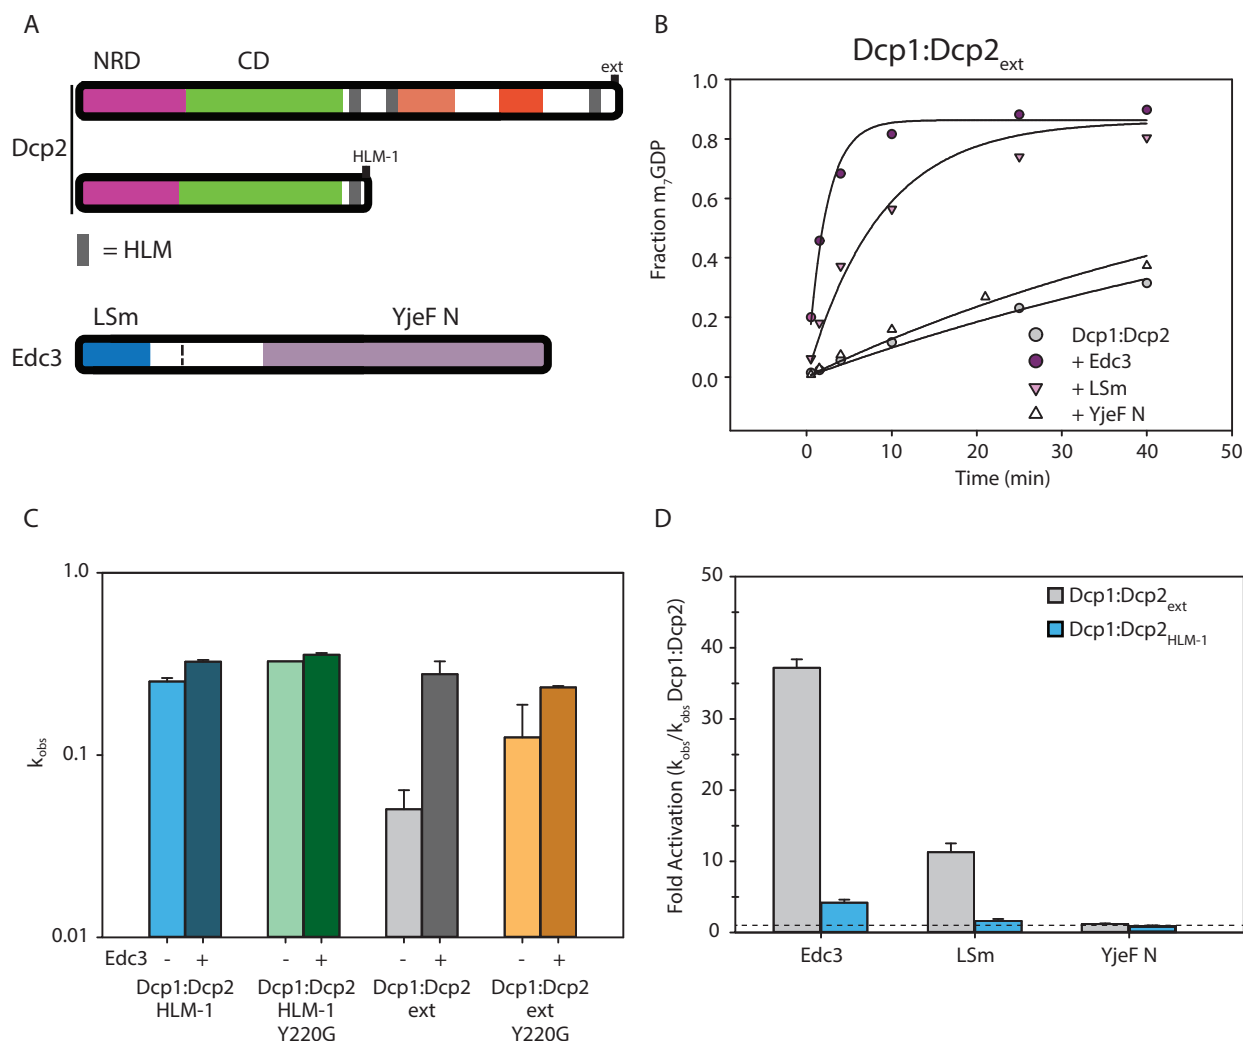 A
NRD CD
ext
Dcp2
HLM-1
= HLM
LSm YjeF N
Edc3
B
Dcp1:Dcp2ext
1.0
0.8
0.6
0.4
0.2
0.0
Fraction m7GDP
Dcp1:Dcp2
+ Edc3
+ LSm
+ YjeF N
0 10 20 30 40 50
Time (min)
C
1.0
0.1
0.01
kobs
Edc3 - + - + - + - +
Dcp1:Dcp2 Dcp1:Dcp2 Dcp1:Dcp2 Dcp1:Dcp2
HLM-1 HLM-1 ext ext
Y220G Y220G
D
50
40
30
20
10
0
Fold Activation (kobs/kobs Dcp1:Dcp2)
Dcp1:Dcp2ext
Dcp1:Dcp2HLM-1
Edc3 LSm YjeF N